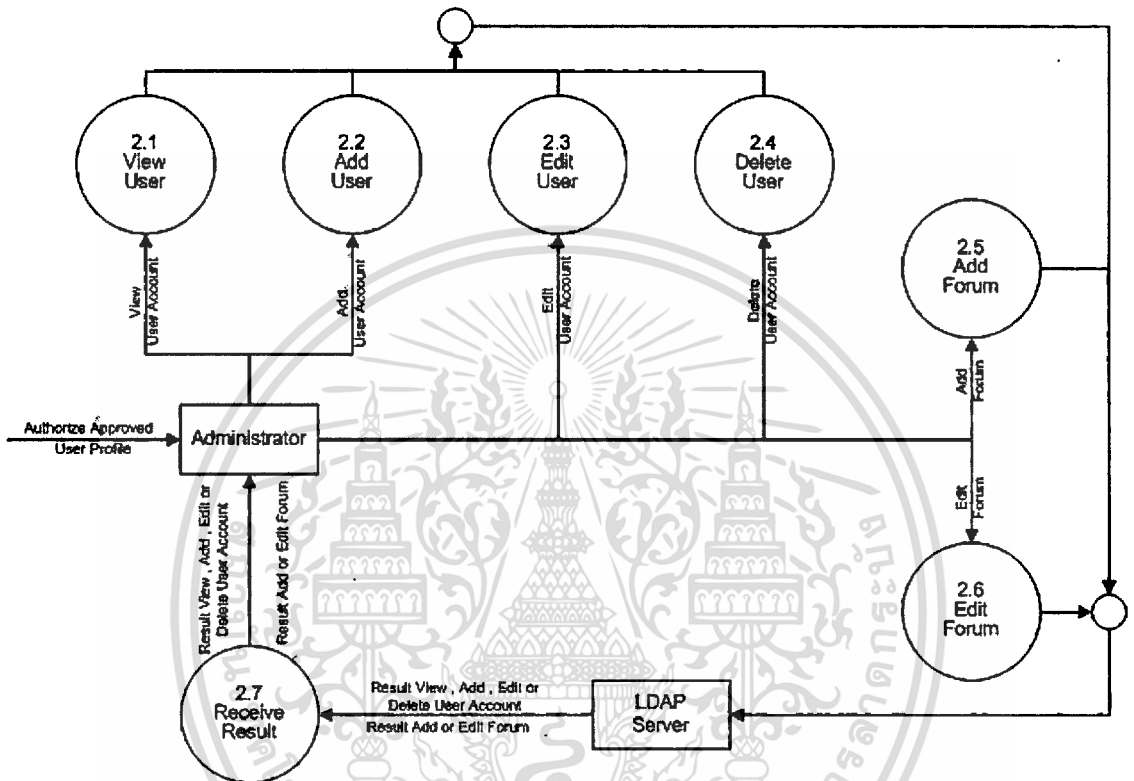 2.1
View
User
2.2
Add
User
2.3
Edit
User
2.4
Delete
User
2.5
Add
Forum
View
User Account
Add
User Account
Edit
User Account
Delete
User Account
Add
Forum
Authorize Approved
User Profile
Administrator
Edit
Forum
Result View , Add , Edit or
Delete User Account
Result Add or Edit Forum
2.6
Edit
Forum
2.7
Receive
Result
Result View , Add , Edit or
Delete User Account
Result Add or Edit Forum
LDAP
Server